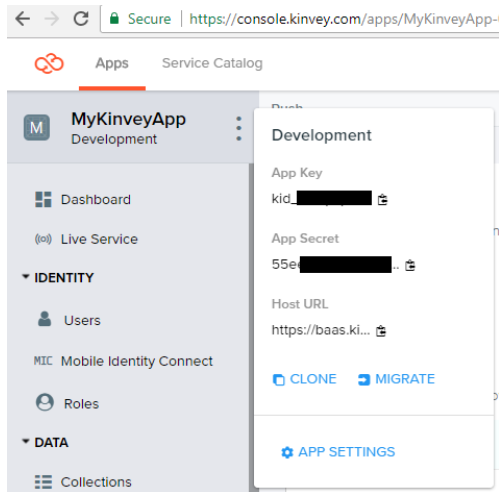 Secure | https://console.kinvey.com/apps/MyKinveyApp-
Apps Service Catalog
M
MyKinveyApp
Development
Dashboard
Live Service
IDENTITY
Users
MIC Mobile Identity Connect
Roles
DATA
Collections
Push
Development
App Key
kid_
App Secret
55e ..
Host URL
https://baas.ki...
CLONE MIGRATE
APP SETTINGS